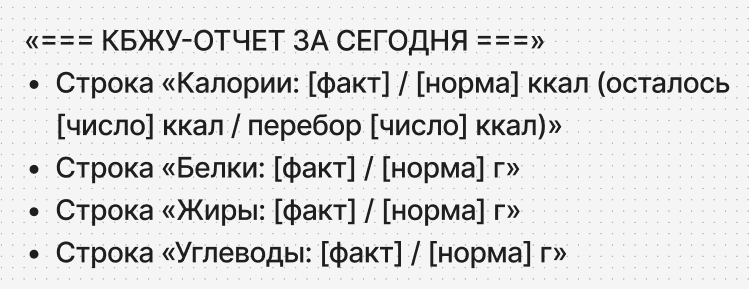 «=== КБЖУ-ОТЧЕТ ЗА СЕГОДНЯ ===»
• Строка «Калории: [факт] / [норма] ккал (осталось
[число] ккал / перебор [число] ккал)»
• Строка «Белки: [факт] / [норма] г»
• Строка «Жиры: [факт] / [норма] г»
• Строка «Углеводы: [факт] / [норма] г»